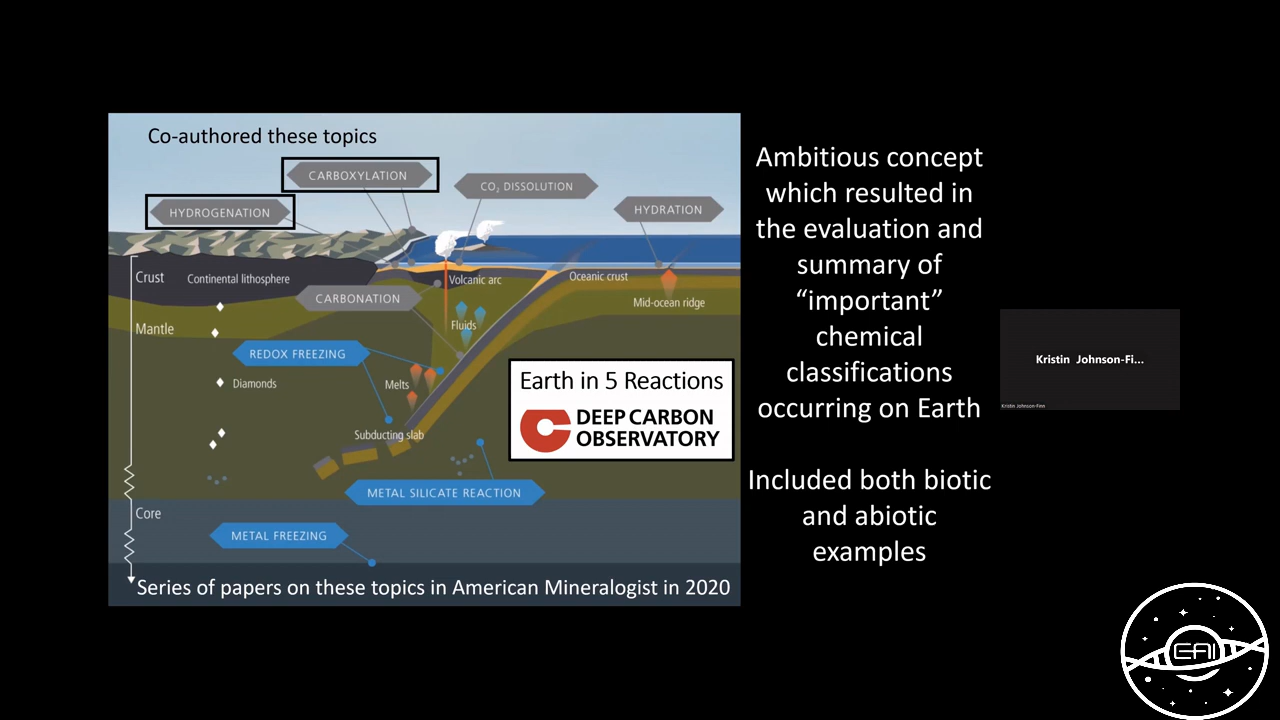 Co-authored these topics
CARBOXYLATION
CO₂ DISSOLUTION
HYDROGENATION
HYDRATION
Crust
Continental lithosphere
Volcanic arc
Oceanic crust
CARBONATION
Mid-ocean ridge
Mantle
Fluids
REDOX FREEZING
Diamonds
Melts
Earth in 5 Reactions
DEEP CARBON
OBSERVATORY
Subducting slab
METAL SILICATE REACTION
Core
METAL FREEZING
Series of papers on these topics in American Mineralogist in 2020
Ambitious concept
which resulted in
the evaluation and
summary of
“important”
chemical
classifications
occurring on Earth
Included both biotic
and abiotic
examples
Kristin Johnson-Fi...
Kristin Johnson-Finn
EAI